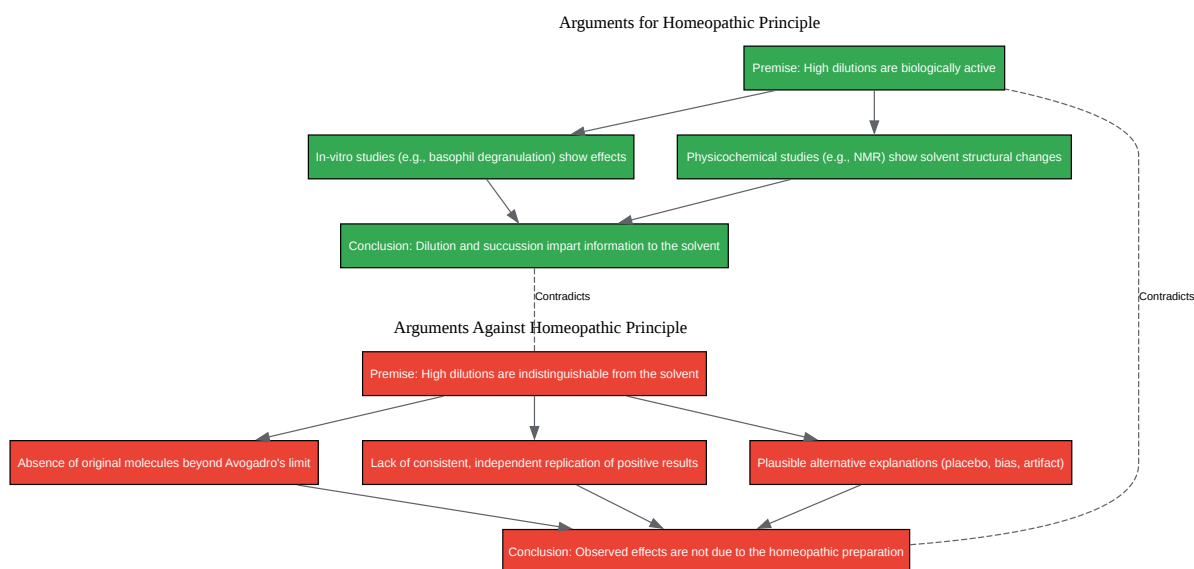 Arguments for Homeopathic Principle
Premise: High dilutions are biologically active
In-vitro studies (e.g., basophil degranulation) show effects
Physicochemical studies (e.g., NMR) show solvent structural changes
Conclusion: Dilution and succussion impart information to the solvent
Contradicts
Contradicts
Arguments Against Homeopathic Principle
Premise: High dilutions are indistinguishable from the solvent
Absence of original molecules beyond Avogadro's limit
Lack of consistent, independent replication of positive results
Plausible alternative explanations (placebo, bias, artifact)
Conclusion: Observed effects are not due to the homeopathic preparation